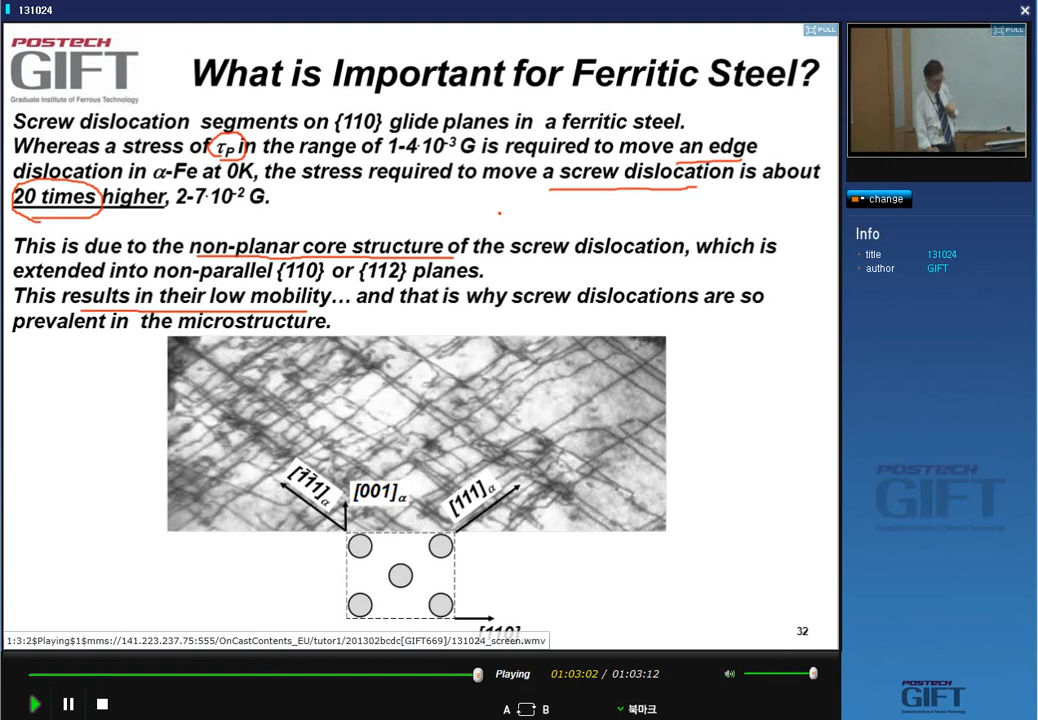 131024
FULL
POSTECH
GIFT
Graduate Institute of Ferrous Technology
What is Important for Ferritic Steel?
Screw dislocation segments on {110} glide planes in a ferritic steel.
Whereas a stress of τP in the range of 1-4·10-3 G is required to move an edge
dislocation in α-Fe at 0K, the stress required to move a screw dislocation is about
20 times higher, 2-7·10-2 G.
This is due to the non-planar core structure of the screw dislocation, which is
extended into non-parallel {110} or {112} planes.
This results in their low mobility… and that is why screw dislocations are so
prevalent in the microstructure.
[1̄1̄1]α
[001]α
[111]α
[110]
32
1:3:2$Playing$1$mms://141.223.237.75:555/OnCastContents_EU/tutor1/201302bcdc[GIFT669]/131024_screen.wmv
FULL
change
Info
title 131024
author GIFT
POSTECH
GIFT
Playing 01:03:02 / 01:03:12
A B 북마크
POSTECH
GIFT